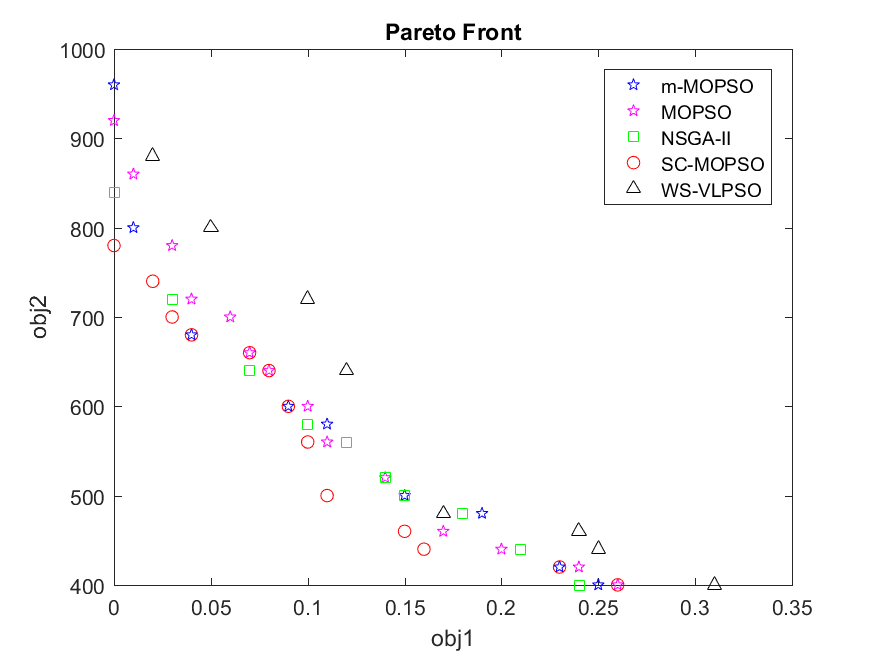 Pareto Front
1000
900
800
700
600
500
400
obj2
0
0.05
0.1
0.15
0.2
0.25
0.3
0.35
obj1
m-MOPSO
MOPSO
NSGA-II
SC-MOPSO
WS-VLPSO